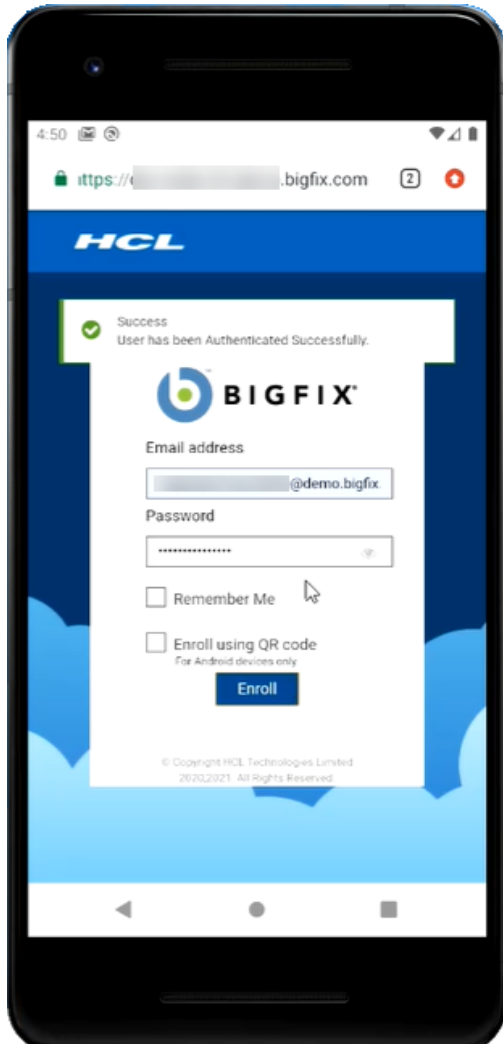 4:50
ttps:// .bigfix.com 2
HCL
Success
User has been Authenticated Successfully.
BIGFIX
Email address
@demo.bigfix.
Password
Remember Me
Enroll using QR code
For Android devices only
Enroll
© Copyright HCL Technologies Limited
2020,2021. All Rights Reserved.